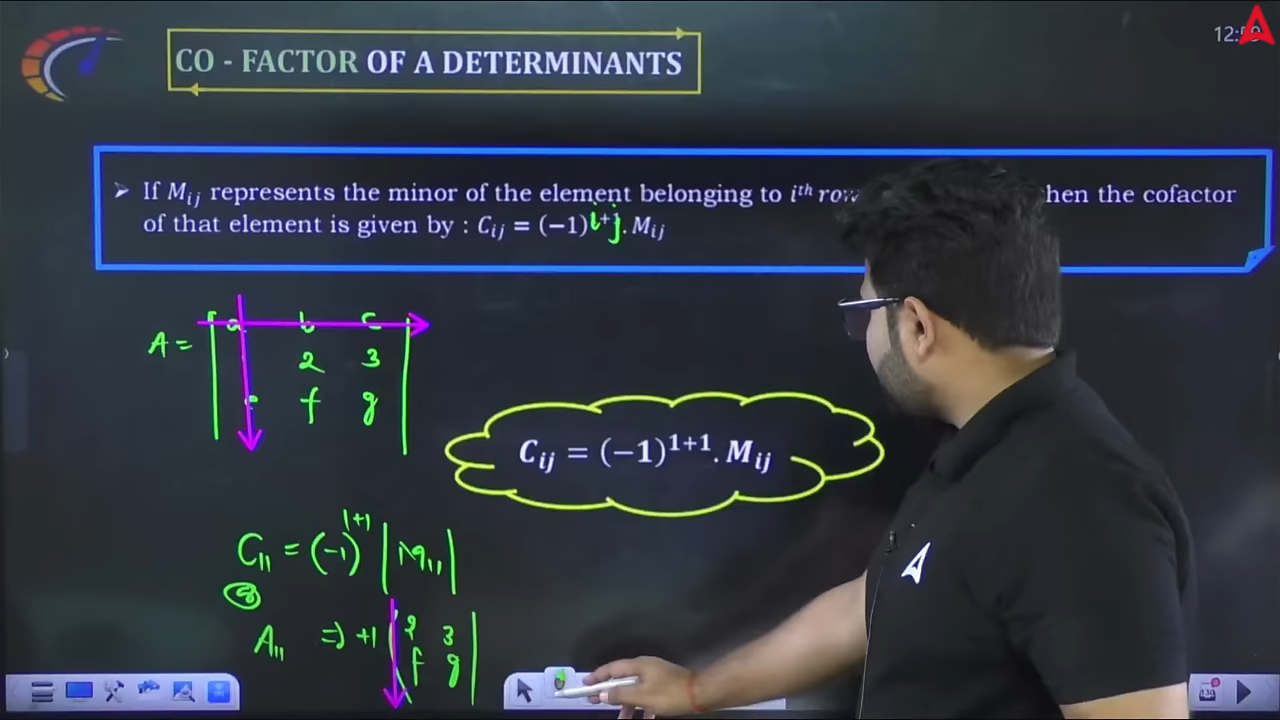 12:59
CO - FACTOR OF A DETERMINANTS
➤ If Mij represents the minor of the element belonging to iᵗʰ row hen the cofactor
of that element is given by : Cij = (−1)i+j. Mij
A = a b c
2 3
e f g
Cij = (−1)¹⁺¹. Mij
C11 = (-1)¹⁺¹ |M11|
A11 => +1 | 2 3
f g |